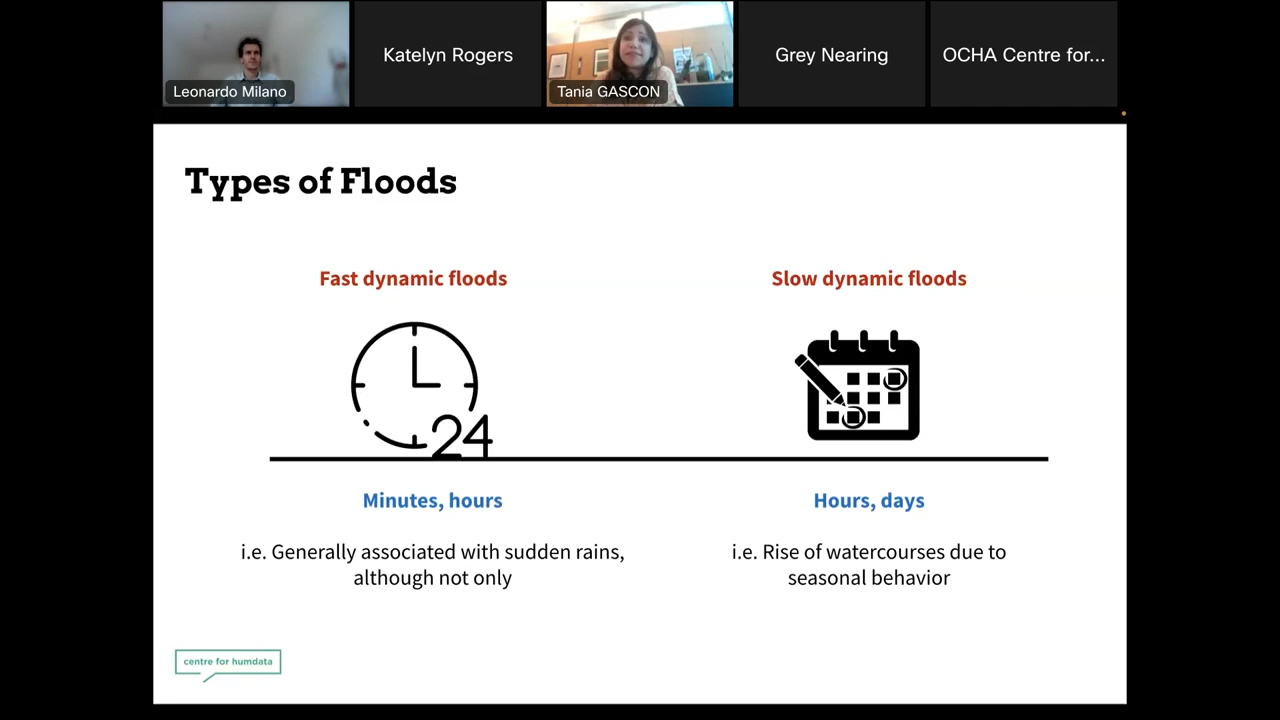 Leonardo Milano
Katelyn Rogers
Tania GASCON
Grey Nearing
OCHA Centre for...
Types of Floods
Fast dynamic floods
Slow dynamic floods
24
Minutes, hours
Hours, days
i.e. Generally associated with sudden rains,
although not only
i.e. Rise of watercourses due to
seasonal behavior
centre for humdata